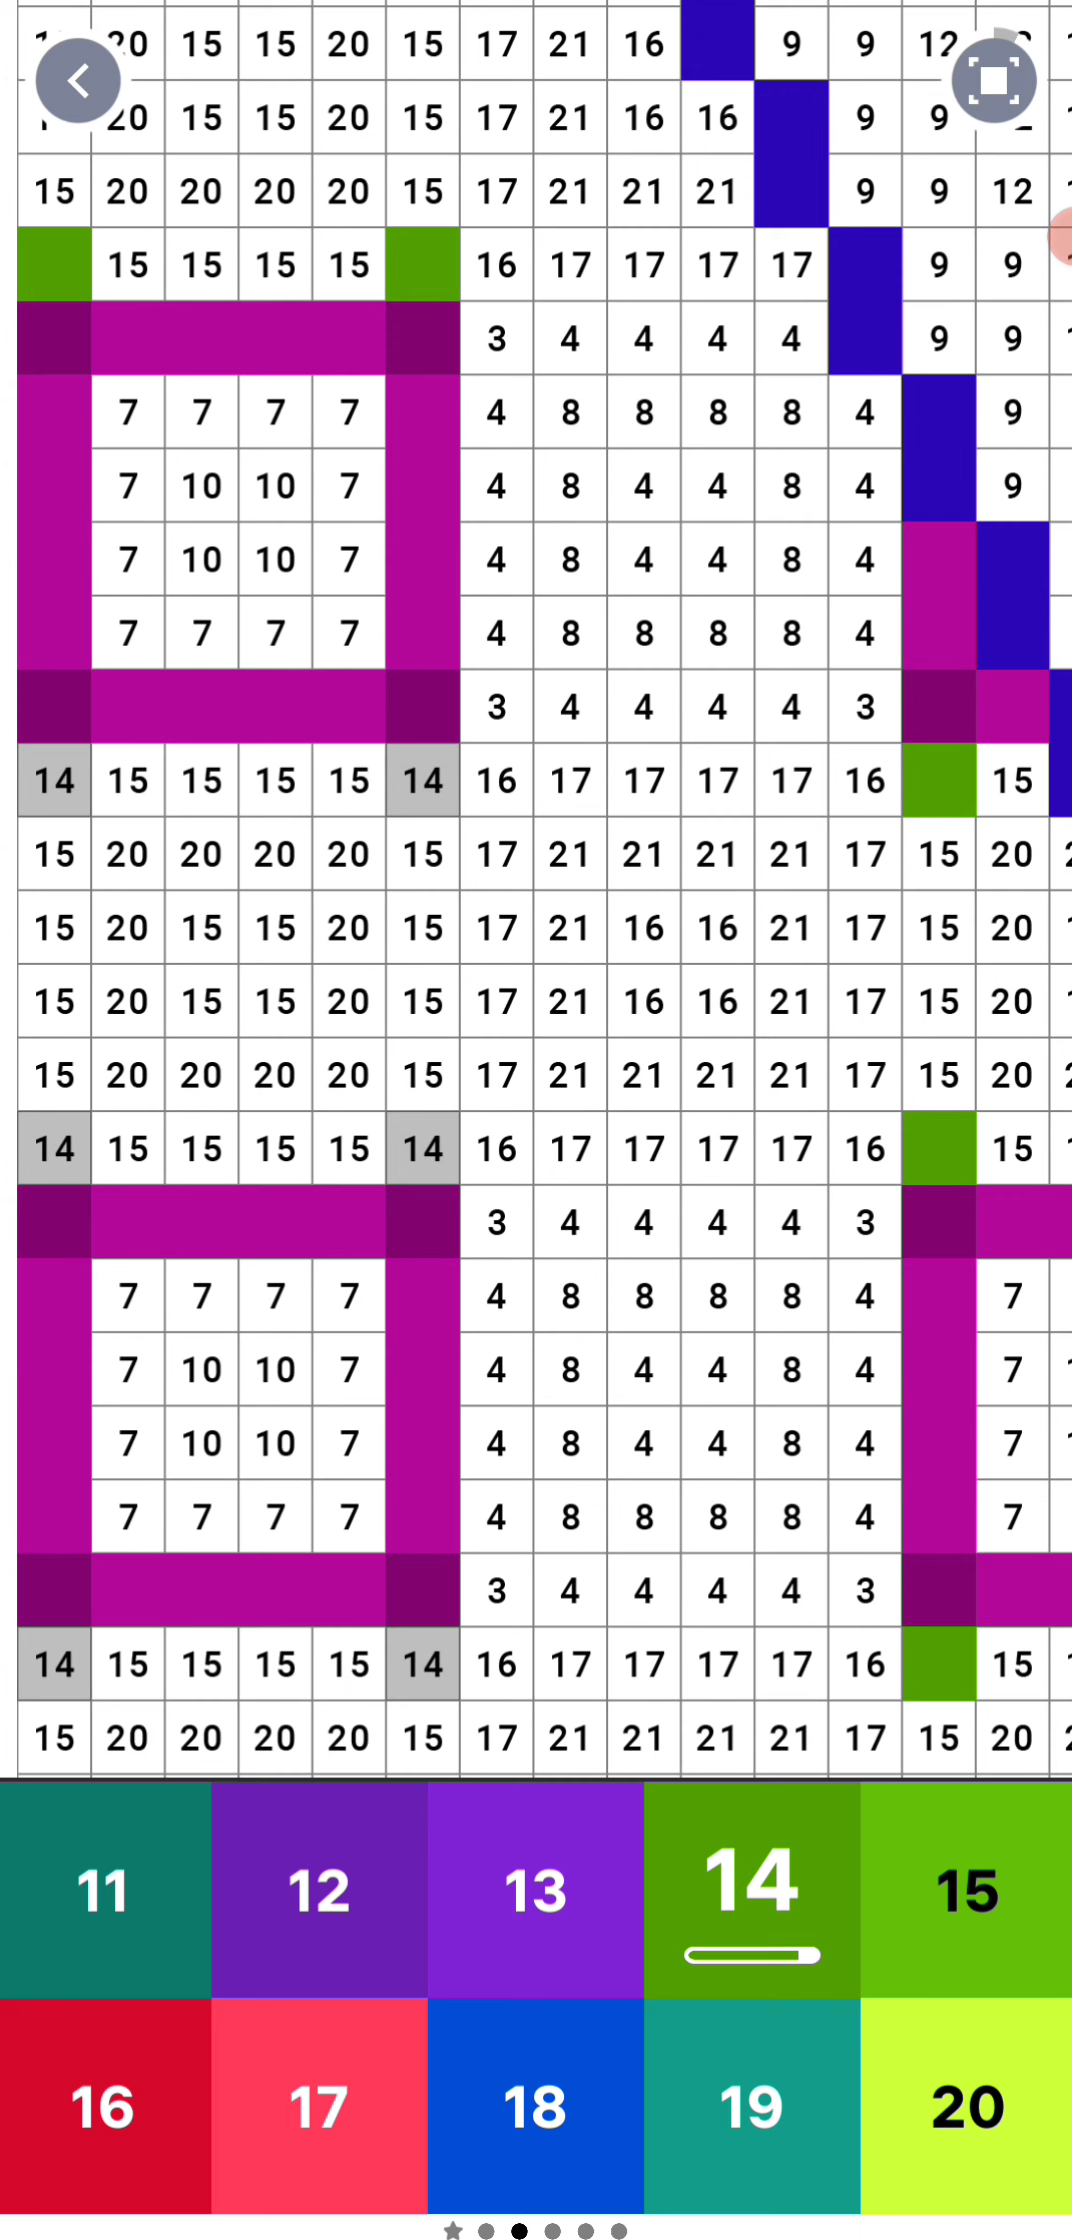 20 15 15 20 15 17 21 16 9 9 12
20 15 15 20 15 17 21 16 16 9 9
15 20 20 20 20 15 17 21 21 21 9 9 12
15 15 15 15 16 17 17 17 17 9 9
3 4 4 4 4 9 9
7 7 7 7 4 8 8 8 8 4 9
7 10 10 7 4 8 4 4 8 4 9
7 10 10 7 4 8 4 4 8 4
7 7 7 7 4 8 8 8 8 4
3 4 4 4 4 3
14 15 15 15 15 14 16 17 17 17 17 16 15
15 20 20 20 20 15 17 21 21 21 21 17 15 20
15 20 15 15 20 15 17 21 16 16 21 17 15 20
15 20 15 15 20 15 17 21 16 16 21 17 15 20
15 20 20 20 20 15 17 21 21 21 21 17 15 20
14 15 15 15 15 14 16 17 17 17 17 16 15
3 4 4 4 4 3
7 7 7 7 4 8 8 8 8 4 7
7 10 10 7 4 8 4 4 8 4 7
7 10 10 7 4 8 4 4 8 4 7
7 7 7 7 4 8 8 8 8 4 7
3 4 4 4 4 3
14 15 15 15 15 14 16 17 17 17 17 16 15
15 20 20 20 20 15 17 21 21 21 21 17 15 20
11 12 13 14 15
16 17 18 19 20